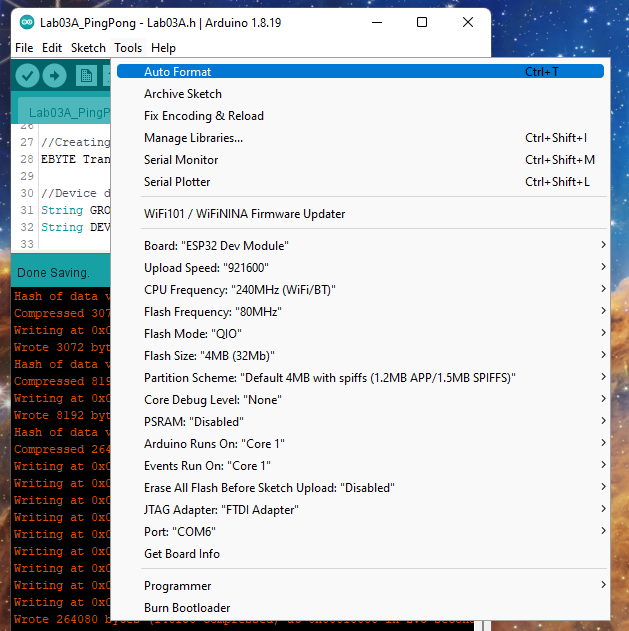 Lab03A_PingPong - Lab03A.h | Arduino 1.8.19
File Edit Sketch Tools Help
Auto Format Ctrl+T
Archive Sketch
Fix Encoding & Reload
Manage Libraries... Ctrl+Shift+I
Serial Monitor Ctrl+Shift+M
Serial Plotter Ctrl+Shift+L
WiFi101 / WiFiNINA Firmware Updater
Board: "ESP32 Dev Module"
Upload Speed: "921600"
CPU Frequency: "240MHz (WiFi/BT)"
Flash Frequency: "80MHz"
Flash Mode: "QIO"
Flash Size: "4MB (32Mb)"
Partition Scheme: "Default 4MB with spiffs (1.2MB APP/1.5MB SPIFFS)"
Core Debug Level: "None"
PSRAM: "Disabled"
Arduino Runs On: "Core 1"
Events Run On: "Core 1"
Erase All Flash Before Sketch Upload: "Disabled"
JTAG Adapter: "FTDI Adapter"
Port: "COM6"
Get Board Info
Programmer
Burn Bootloader
Lab03A_PingP
26
27 //Creating
28 EBYTE Tran
29
30 //Device d
31 String GRO
32 String DEV
33
Done Saving.
Hash of data v
Compressed 307
Writing at 0x0
Wrote 3072 byt
Hash of data v
Compressed 819
Writing at 0x0
Wrote 8192 byt
Hash of data v
Compressed 264
Writing at 0x0
Writing at 0x0
Writing at 0x0
Writing at 0x0
Writing at 0x0
Writing at 0x0
Writing at 0x0
Writing at 0x0
Writing at 0x0
Wrote 264080